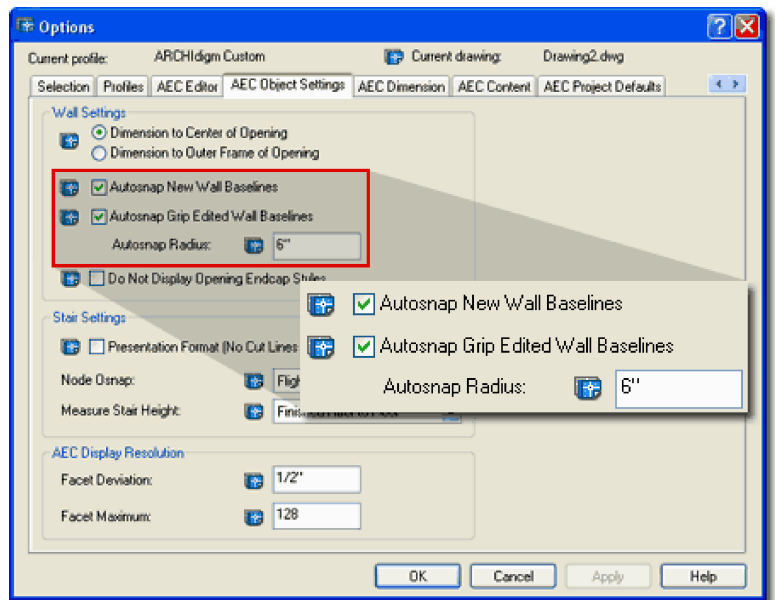 Options
Current profile: ARCHIdigm Custom Current drawing: Drawing2.dwg
Selection Profiles AEC Editor AEC Object Settings AEC Dimension AEC Content AEC Project Defaults
Wall Settings
Dimension to Center of Opening
Dimension to Outer Frame of Opening
Autosnap New Wall Baselines
Autosnap Grip Edited Wall Baselines
Autosnap Radius: 6"
Do Not Display Opening Endcap Styles
Autosnap New Wall Baselines
Autosnap Grip Edited Wall Baselines
Autosnap Radius: 6"
Stair Settings
Presentation Format (No Cut Lines
Node Osnap:
Measure Stair Height:
AEC Display Resolution
Facet Deviation: 1/2"
Facet Maximum: 128
OK Cancel Apply Help